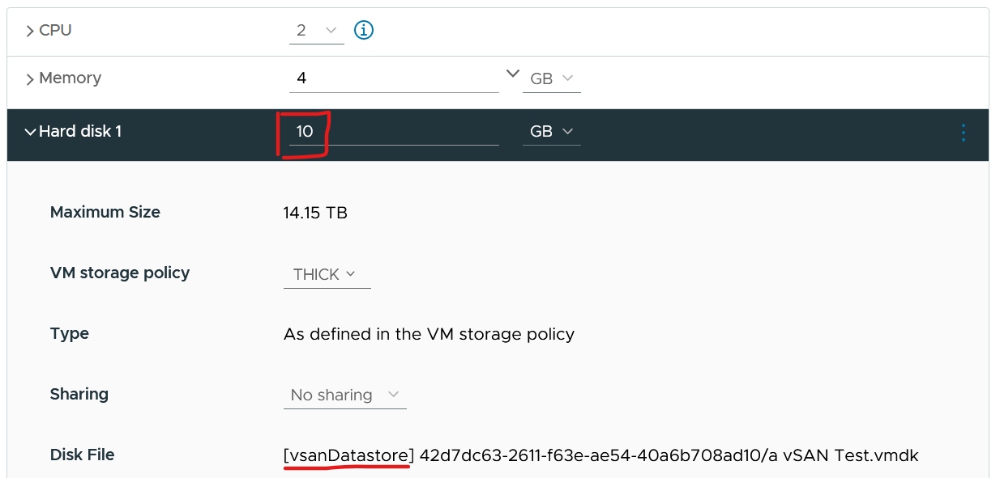 CPU 2
Memory 4 GB
Hard disk 1 10 GB
Maximum Size 14.15 TB
VM storage policy THICK
Type As defined in the VM storage policy
Sharing No sharing
Disk File [vsanDatastore] 42d7dc63-2611-f63e-ae54-40a6b708ad10/a vSAN Test.vmdk